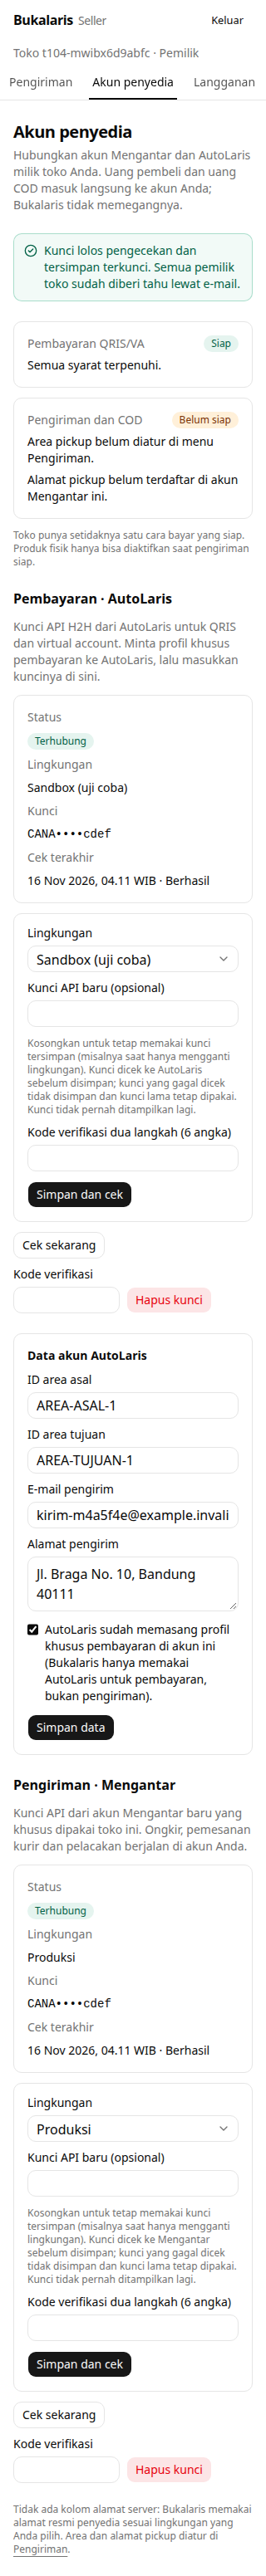 Bukalaris Seller
Keluar
Toko t104-mwibx6d9abfc · Pemilik
Pengiriman
Akun penyedia
Langganan
Akun penyedia
Hubungkan akun Mengantar dan AutoLaris
milik toko Anda. Uang pembeli dan uang
COD masuk langsung ke akun Anda;
Bukalaris tidak memegangnya.
Kunci lolos pengecekan dan
tersimpan terkunci. Semua pemilik
toko sudah diberi tahu lewat e-mail.
Pembayaran QRIS/VA
Siap
Semua syarat terpenuhi.
Pengiriman dan COD
Belum siap
Area pickup belum diatur di menu
Pengiriman.
Alamat pickup belum terdaftar di akun
Mengantar ini.
Toko punya setidaknya satu cara bayar yang siap.
Produk fisik hanya bisa diaktifkan saat pengiriman
siap.
Pembayaran · AutoLaris
Kunci API H2H dari AutoLaris untuk QRIS
dan virtual account. Minta profil khusus
pembayaran ke AutoLaris, lalu masukkan
kuncinya di sini.
Status
Terhubung
Lingkungan
Sandbox (uji coba)
Kunci
CANA••••cdef
Cek terakhir
16 Nov 2026, 04.11 WIB · Berhasil
Lingkungan
Sandbox (uji coba)
Kunci API baru (opsional)
Kosongkan untuk tetap memakai kunci
tersimpan (misalnya saat hanya mengganti
lingkungan). Kunci dicek ke AutoLaris
sebelum disimpan; kunci yang gagal dicek
tidak disimpan dan kunci lama tetap dipakai.
Kunci tidak pernah ditampilkan lagi.
Kode verifikasi dua langkah (6 angka)
Simpan dan cek
Cek sekarang
Kode verifikasi
Hapus kunci
Data akun AutoLaris
ID area asal
AREA-ASAL-1
ID area tujuan
AREA-TUJUAN-1
E-mail pengirim
kirim-m4a5f4e@example.invali
Alamat pengirim
Jl. Braga No. 10, Bandung
40111
AutoLaris sudah memasang profil
khusus pembayaran di akun ini
(Bukalaris hanya memakai
AutoLaris untuk pembayaran,
bukan pengiriman).
Simpan data
Pengiriman · Mengantar
Kunci API dari akun Mengantar baru yang
khusus dipakai toko ini. Ongkir, pemesanan
kurir dan pelacakan berjalan di akun Anda.
Status
Terhubung
Lingkungan
Produksi
Kunci
CANA••••cdef
Cek terakhir
16 Nov 2026, 04.11 WIB · Berhasil
Lingkungan
Produksi
Kunci API baru (opsional)
Kosongkan untuk tetap memakai kunci
tersimpan (misalnya saat hanya mengganti
lingkungan). Kunci dicek ke Mengantar
sebelum disimpan; kunci yang gagal dicek
tidak disimpan dan kunci lama tetap dipakai.
Kunci tidak pernah ditampilkan lagi.
Kode verifikasi dua langkah (6 angka)
Simpan dan cek
Cek sekarang
Kode verifikasi
Hapus kunci
Tidak ada kolom alamat server: Bukalaris memakai
alamat resmi penyedia sesuai lingkungan yang
Anda pilih. Area dan alamat pickup diatur di
Pengiriman.